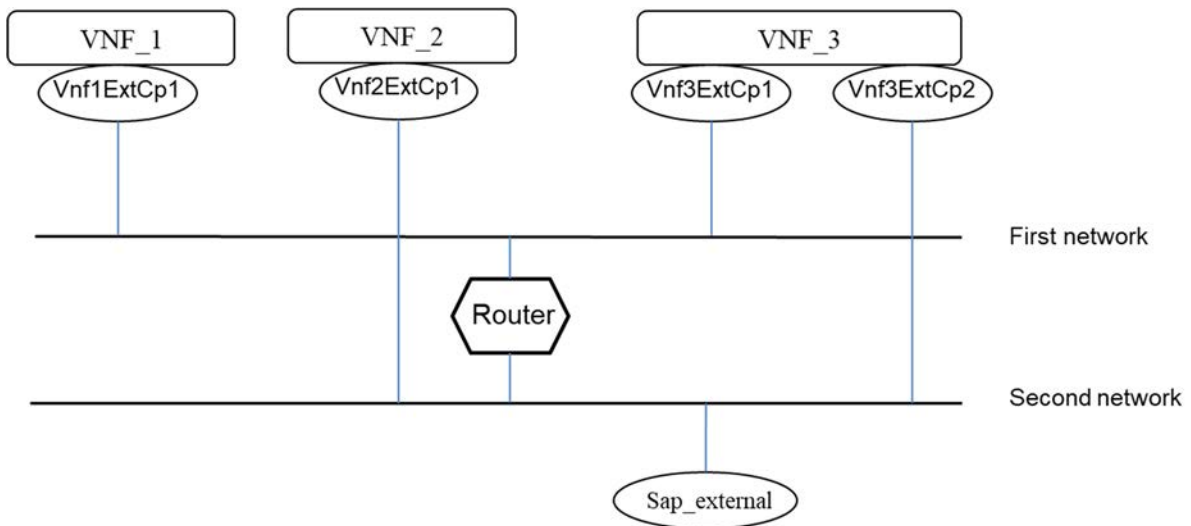 VNF_1
VNF_2
VNF_3
Vnf1ExtCp1
Vnf2ExtCp1
Vnf3ExtCp1
Vnf3ExtCp2
First network
Router
Second network
Sap_external